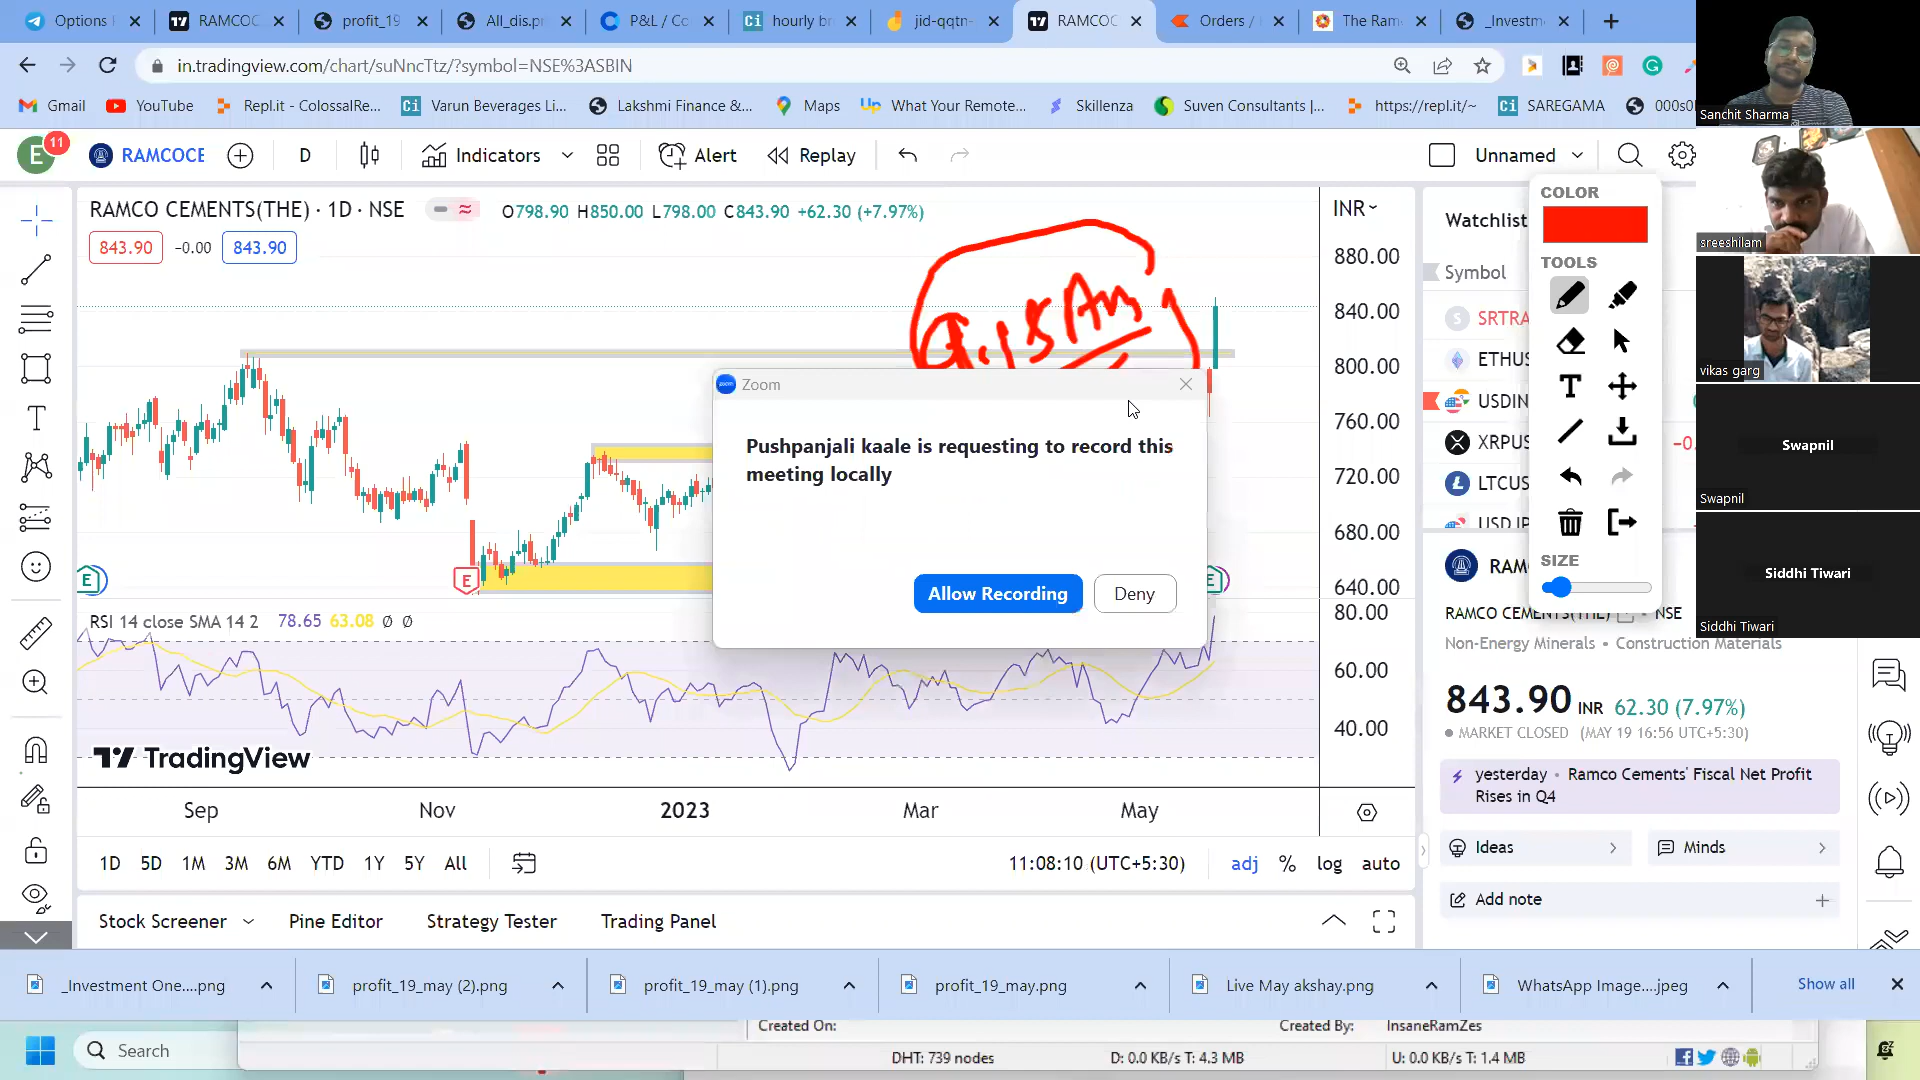 Options
RAMCOC
profit_19
All_dis.p
P&L / Co
hourly br
jid-qqtn-
RAMCOC
Orders /
The Ram
_Investm
in.tradingview.com/chart/suNncTtz/?symbol=NSE%3ASBIN
Gmail
YouTube
Repl.it - ColossalRe...
Varun Beverages Li...
Lakshmi Finance &...
Maps
What Your Remote...
Skillenza
Suven Consultants |...
https://repl.it/~
SAREGAMA
E
11
RAMCOCE
D
Indicators
Alert
Replay
Unnamed
RAMCO CEMENTS(THE) · 1D · NSE
O798.90 H850.00 L798.00 C843.90 +62.30 (+7.97%)
843.90
−0.00
843.90
INR
880.00
840.00
800.00
760.00
720.00
680.00
640.00
80.00
60.00
40.00
9.15 Am
Zoom
Pushpanjali kaale is requesting to record this
meeting locally
Allow Recording
Deny
E
E
E
RSI 14 close SMA 14 2 78.65 63.08 Ø Ø
TradingView
Sep
Nov
2023
Mar
May
1D 5D 1M 3M 6M YTD 1Y 5Y All
11:08:10 (UTC+5:30)
adj % log auto
Stock Screener
Pine Editor
Strategy Tester
Trading Panel
Watchlist
Symbol
SRTRA
ETHUS
USDIN
XRPUS
−0.
LTCUS
USDJP
COLOR
TOOLS
SIZE
RAM
RAMCO CEMENTS(THE)
NSE
Non-Energy Minerals • Construction Materials
843.90 INR 62.30 (7.97%)
MARKET CLOSED (MAY 19 16:56 UTC+5:30)
yesterday • Ramco Cements' Fiscal Net Profit
Rises in Q4
Ideas
Minds
Add note
Sanchit Sharma
sreeshilam
vikas garg
Swapnil
Swapnil
Siddhi Tiwari
Siddhi Tiwari
_Investment One....png
profit_19_may (2).png
profit_19_may (1).png
profit_19_may.png
Live May akshay.png
WhatsApp Image....jpeg
Show all
Created On:
Created By:
InsaneRamZes
Search
DHT: 739 nodes
D: 0.0 KB/s T: 4.3 MB
U: 0.0 KB/s T: 1.4 MB